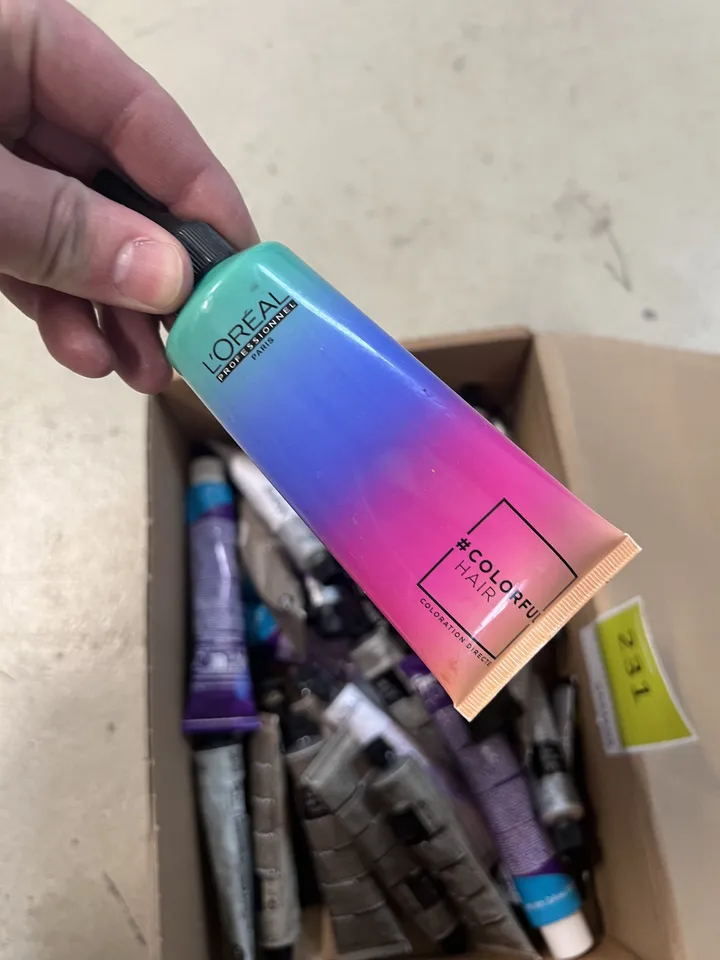 L'ORÉAL
PROFESSIONNEL
PARIS
#COLORFUL
HAIR
COLORATION DIRECTE
231